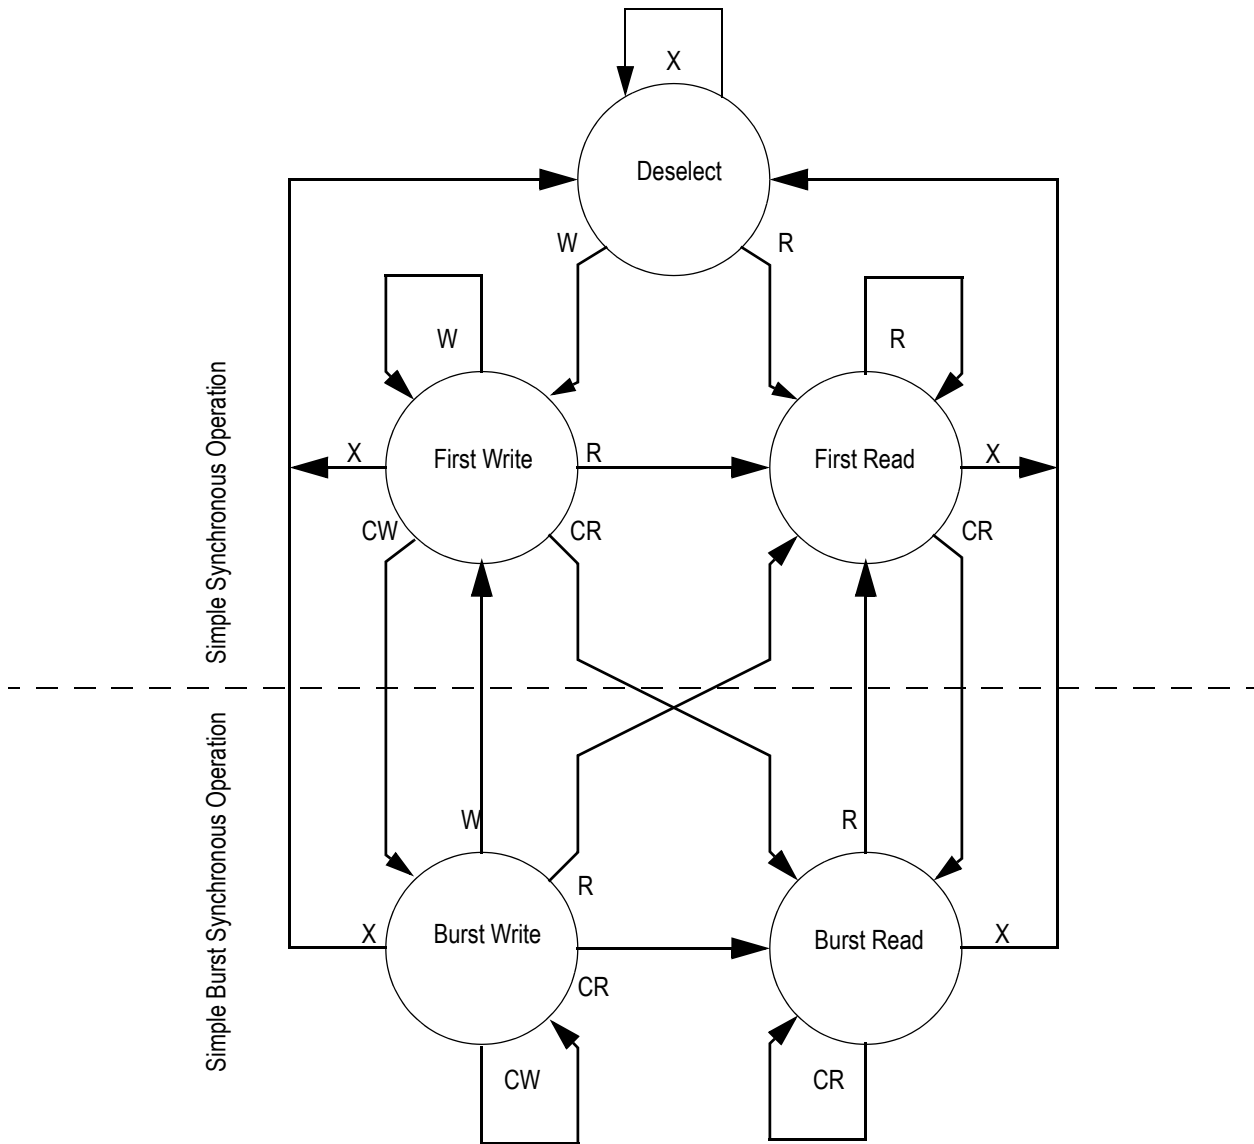 X
Deselect
W
R
W
R
X
First Write
R
First Read
X
CW
CR
CR
Simple Synchronous Operation
Simple Burst Synchronous Operation
W
R
R
X
Burst Write
Burst Read
X
CR
CW
CR